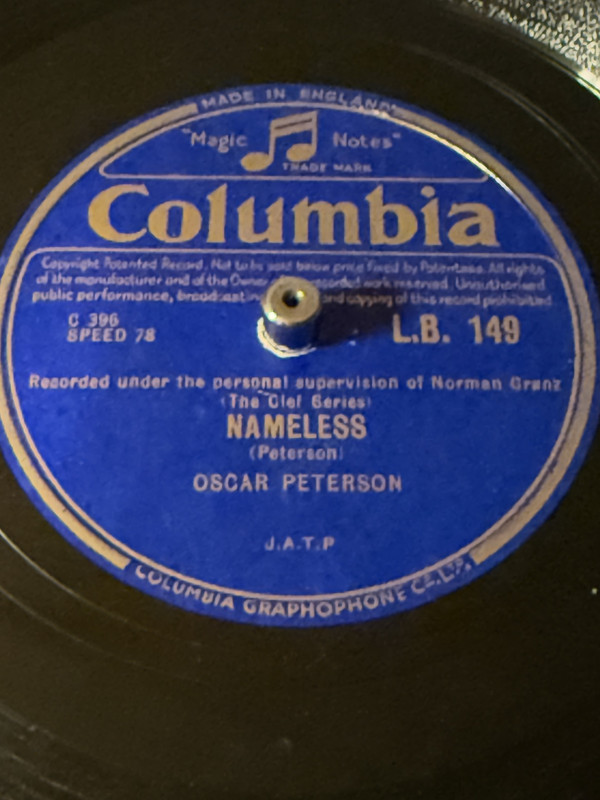 MADE IN ENGLAND
"Magic Notes"
TRADE MARK
Columbia
Copyright Patented Record. Not to be sold below price fixed by Patentees. All rights
of the manufacturer and of the Owner recorded work reserved. Unauthorised
public performance, broadcasting and copying of this record prohibited.
C 396
SPEED 78
L.B. 149
Recorded under the personal supervision of Norman Granz
(The Clef Series)
NAMELESS
(Peterson)
OSCAR PETERSON
J.A.T.P
COLUMBIA GRAPHOPHONE CO. LTD.